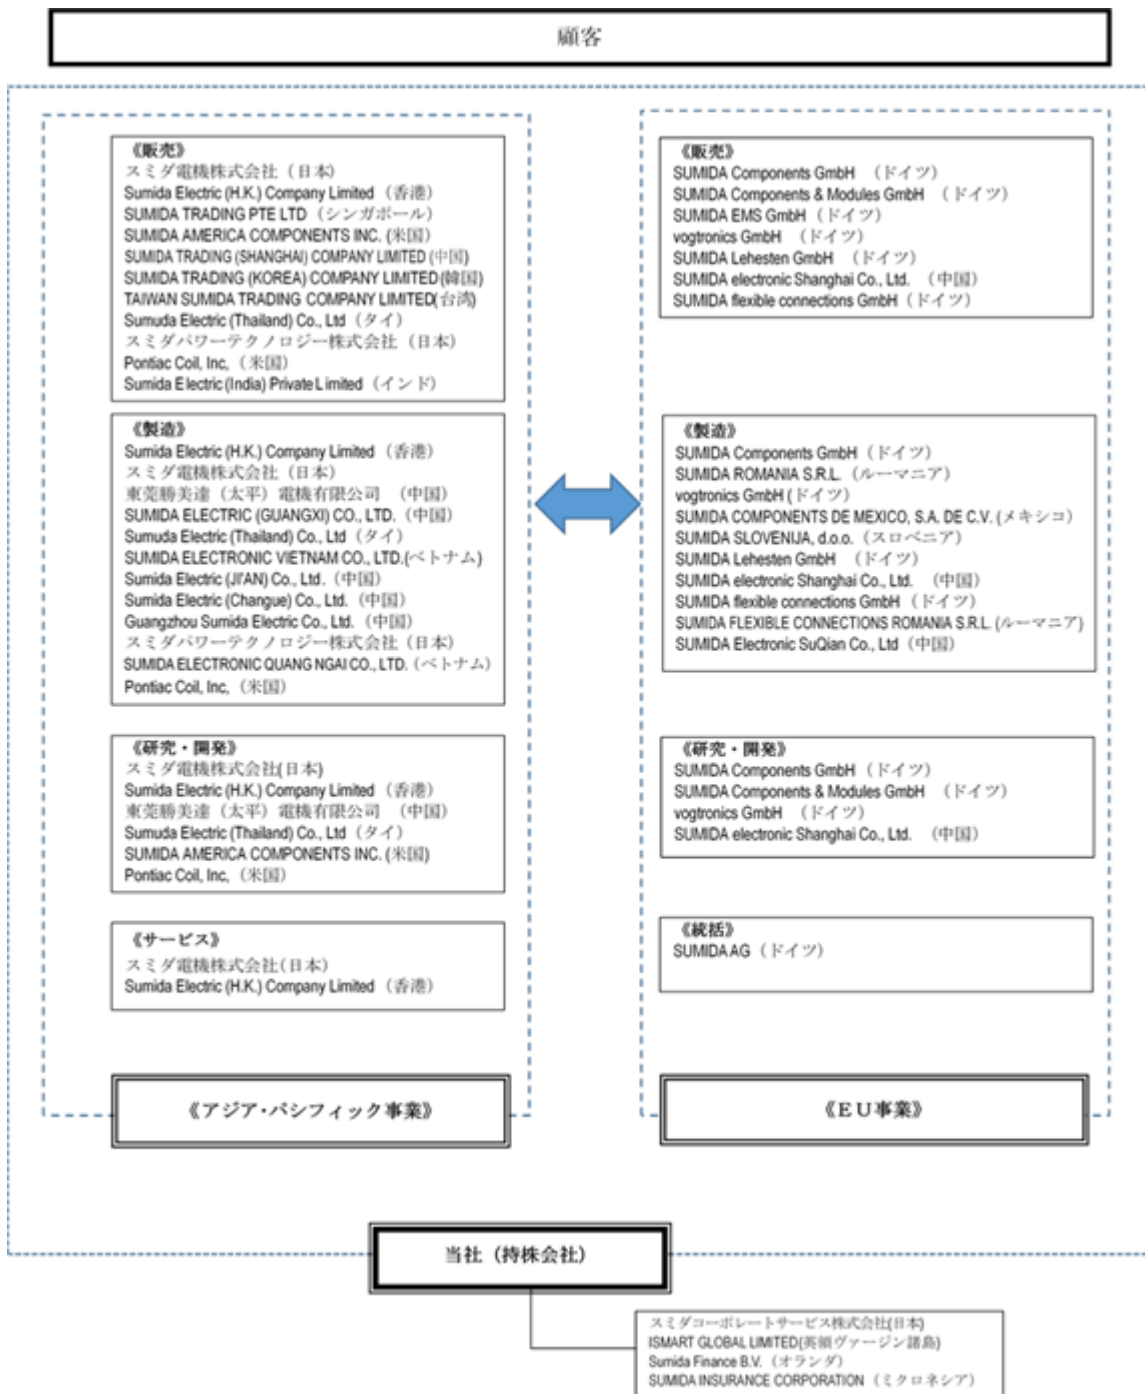 顧客
《販売》
スミダ電機株式会社（日本）
Sumida Electric (H.K.) Company Limited （香港）
SUMIDA TRADING PTE LTD （シンガポール）
SUMIDA AMERICA COMPONENTS INC. (米国）
SUMIDA TRADING (SHANGHAI) COMPANY LIMITED (中国）
SUMIDA TRADING (KOREA) COMPANY LIMITED(韓国）
TAIWAN SUMIDA TRADING COMPANY LIMITED(台湾）
Sumuda Electric (Thailand) Co., Ltd （タイ）
スミダパワーテクノロジー株式会社（日本）
Pontiac Coil, Inc, （米国）
Sumida Electric (India) Private Limited （インド）
《製造》
Sumida Electric (H.K.) Company Limited （香港）
スミダ電機株式会社（日本）
東莞勝美達（太平）電機有限公司 （中国）
SUMIDA ELECTRIC (GUANGXI) CO., LTD. （中国）
Sumuda Electric (Thailand) Co., Ltd （タイ）
SUMIDA ELECTRONIC VIETNAM CO., LTD.(ベトナム）
Sumida Electric (JI'AN) Co., Ltd. （中国）
Sumida Electric (Changue) Co., Ltd. （中国）
Guangzhou Sumida Electric Co., Ltd. （中国）
スミダパワーテクノロジー株式会社（日本）
SUMIDA ELECTRONIC QUANG NGAI CO., LTD. （ベトナム）
Pontiac Coil, Inc, （米国）
《研究・開発》
スミダ電機株式会社(日本)
Sumida Electric (H.K.) Company Limited （香港）
東莞勝美達（太平）電機有限公司 （中国）
Sumuda Electric (Thailand) Co., Ltd （タイ）
SUMIDA AMERICA COMPONENTS INC. (米国）
Pontiac Coil, Inc, （米国）
《サービス》
スミダ電機株式会社(日本）
Sumida Electric (H.K.) Company Limited （香港）
《アジア・パシフィック事業》
《販売》
SUMIDA Components GmbH （ドイツ）
SUMIDA Components & Modules GmbH （ドイツ）
SUMIDA EMS GmbH （ドイツ）
vogtronics GmbH （ドイツ）
SUMIDA Lehesten GmbH （ドイツ）
SUMIDA electronic Shanghai Co., Ltd. （中国）
SUMIDA flexible connections GmbH （ドイツ）
《製造》
SUMIDA Components GmbH （ドイツ）
SUMIDA ROMANIA S.R.L. （ルーマニア）
vogtronics GmbH (ドイツ）
SUMIDA COMPONENTS DE MEXICO, S.A. DE C.V. (メキシコ）
SUMIDA SLOVENIJA, d.o.o. （スロベニア）
SUMIDA Lehesten GmbH （ドイツ）
SUMIDA electronic Shanghai Co., Ltd. （中国）
SUMIDA flexible connections GmbH （ドイツ）
SUMIDA FLEXIBLE CONNECTIONS ROMANIA S.R.L. (ルーマニア）
SUMIDA Electronic SuQian Co., Ltd （中国）
《研究・開発》
SUMIDA Components GmbH （ドイツ）
SUMIDA Components & Modules GmbH （ドイツ）
vogtronics GmbH （ドイツ）
SUMIDA electronic Shanghai Co., Ltd. （中国）
《統括》
SUMIDA AG （ドイツ）
《ＥＵ事業》
当社（持株会社）
スミダコーポレートサービス株式会社(日本）
ISMART GLOBAL LIMITED(英領ヴァージン諸島）
Sumida Finance B.V. （オランダ）
SUMIDA INSURANCE CORPORATION （ミクロネシア）